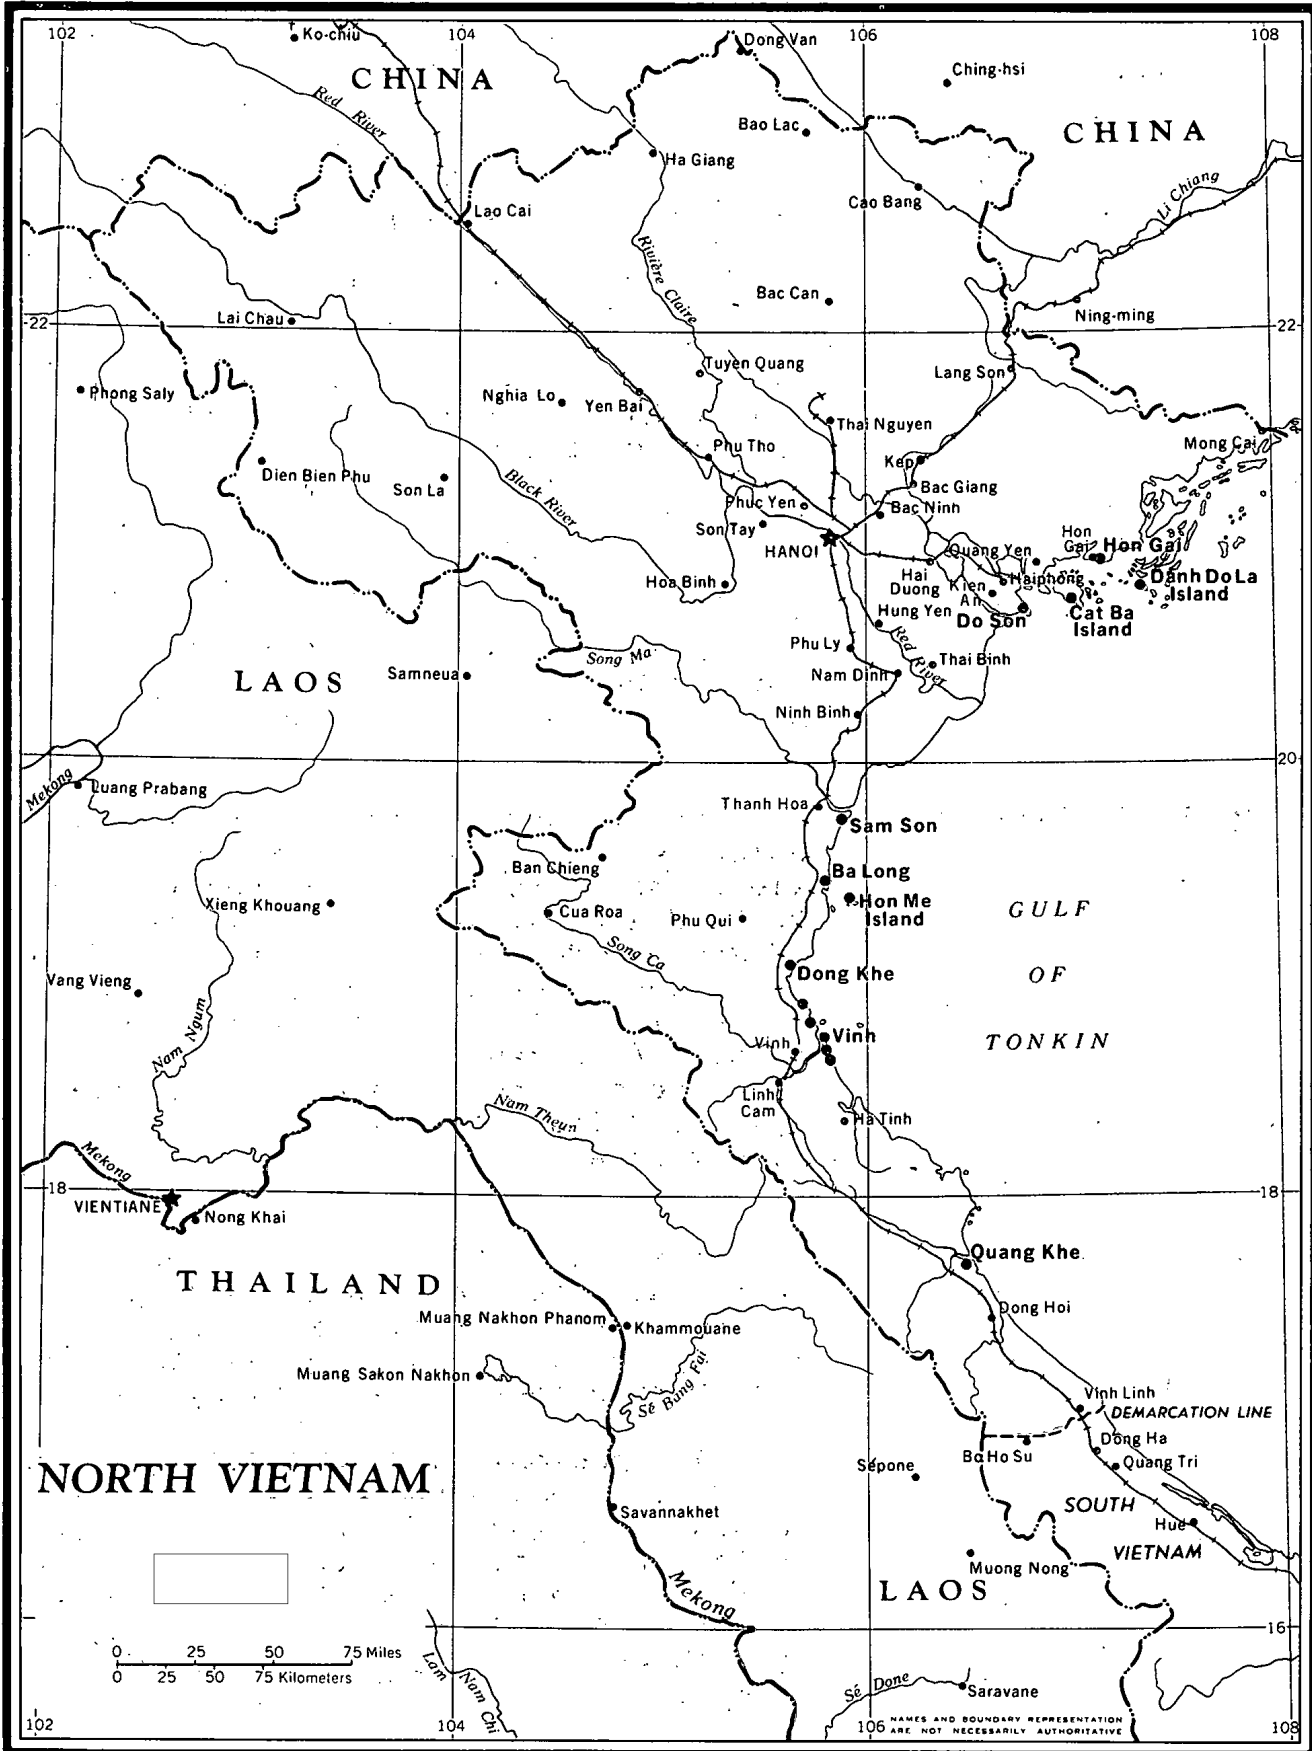 102
104
106
108
Ko-chiu
Dong Van
CHINA
Ching-hsi
Red River
Bao Lac
CHINA
Ha Giang
Li Chiang
Cao Bang
Lao Cai
Rivière Claire
Bac Can
Ning-ming
22
Lai Chau
22
Tuyen Quang
Lang Son
Phong Saly
Nghia Lo
Yen Bai
Thai Nguyen
Mong Cai
Phu Tho
Kep
Dien Bien Phu
Son La
Black River
Bac Giang
Phuc Yen
Bac Ninh
Son Tay
HANOI
Quang Yen
Hon
Gai
Hon Gai
Hai
Duong
Kien
An
Haiphong
Danh Do La
Island
Hoa Binh
Hung Yen
Do Son
Cat Ba
Island
Phu Ly
Red River
Song Ma
Thai Binh
LAOS
Samneua
Nam Dinh
Ninh Binh
20
Mekong
Luang Prabang
Thanh Hoa
Sam Son
Ban Chieng
Ba Long
Xieng Khouang
Cua Roa
Phu Qui
Hon Me
Island
GULF
Song Ca
Dong Khe
OF
Vang Vieng
Nam Ngum
Vinh
Vinh
TONKIN
Linh
Cam
Nam Theun
Ha Tinh
Mekong
18
18
VIENTIANE
Nong Khai
Quang Khe
THAILAND
Dong Hoi
Muang Nakhon Phanom
Khammouane
Muang Sakon Nakhon
Sé Bang Fai
Vinh Linh
DEMARCATION LINE
Dong Ha
Bo Ho Su
Quang Tri
NORTH VIETNAM
Sepone
SOUTH
Savannakhet
Hue
VIETNAM
Muong Nong
LAOS
Mekong
16
0 25 50 75 Miles
0 25 50 75 Kilometers
Lam Nam Chi
Sé Done
Saravane
NAMES AND BOUNDARY REPRESENTATION
ARE NOT NECESSARILY AUTHORITATIVE
102
104
106
108